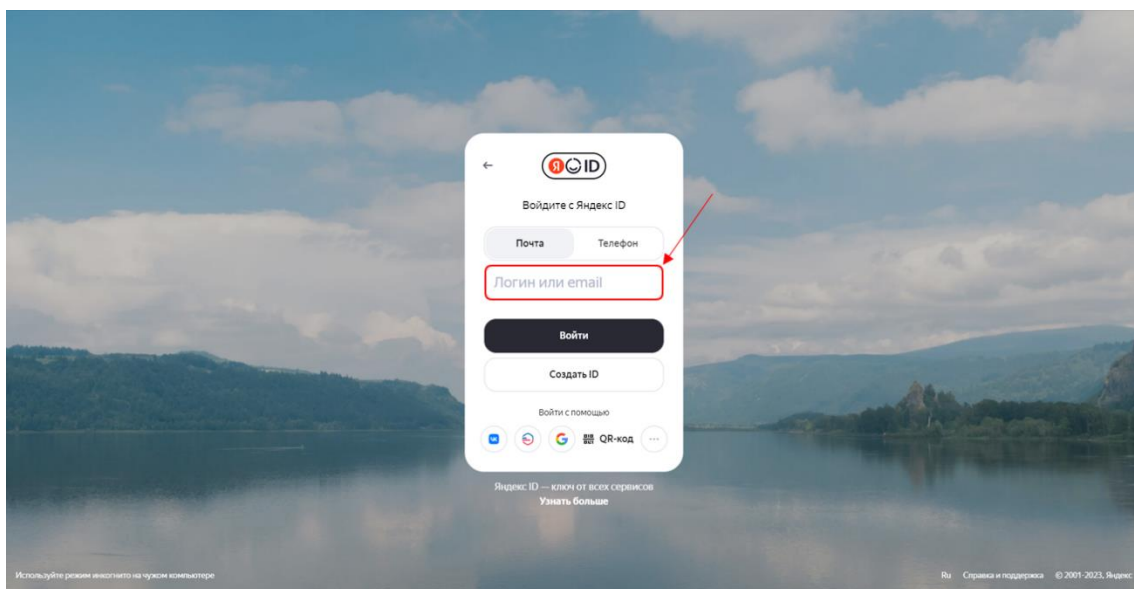 Я ID
Войдите с Яндекс ID
Почта Телефон
Логин или email
Войти
Создать ID
Войти с помощью
QR-код
Яндекс ID — ключ от всех сервисов
Узнать больше
Используйте режим инкогнито на чужом компьютере
Ru Справка и поддержка © 2001-2023, Яндекс